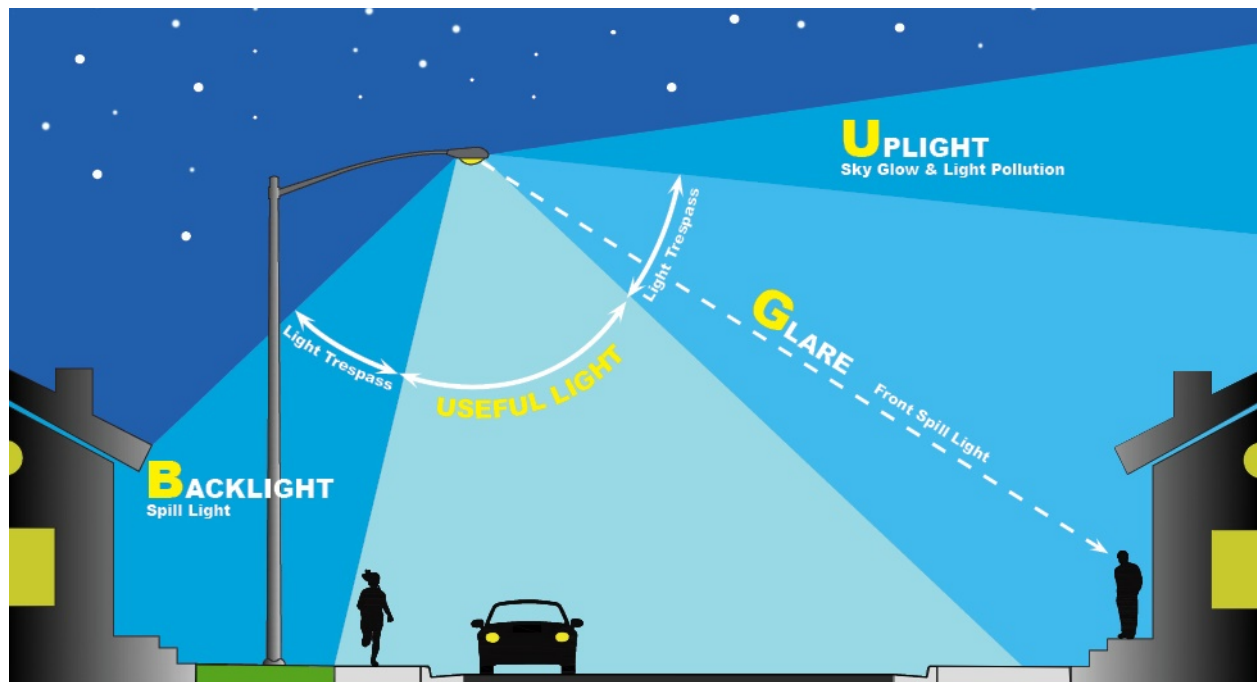 UPLIGHT
Sky Glow & Light Pollution
Light Trespass
GLARE
Front Spill Light
Light Trespass
USEFUL LIGHT
BACKLIGHT
Spill Light